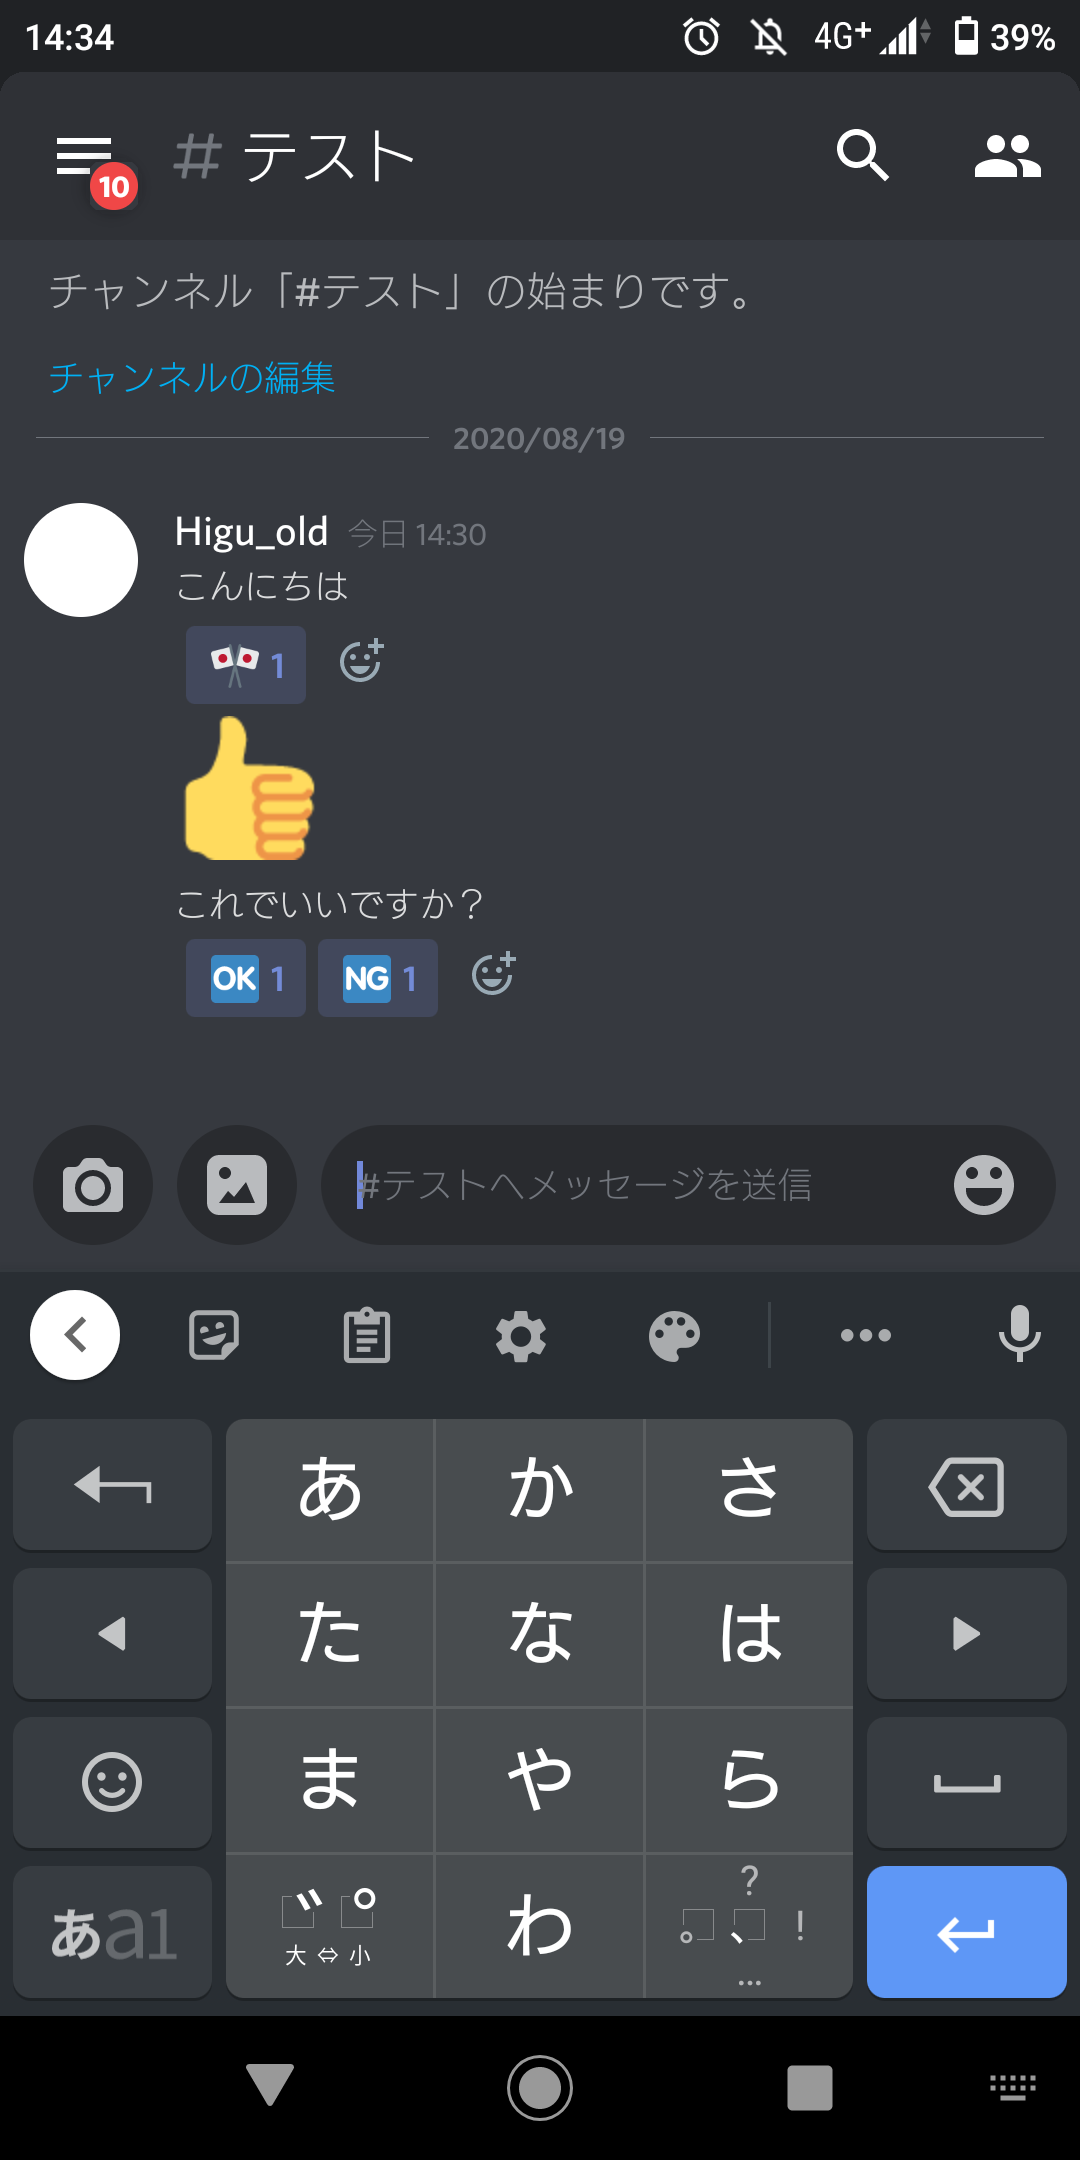 14:34 4G+ 39%
10 # テスト
チャンネル「#テスト」の始まりです。
チャンネルの編集
2020/08/19
Higu_old 今日 14:30
こんにちは
1
これでいいですか？
OK 1 NG 1
#テストへメッセージを送信
あ か さ
た な は
ま や ら
あa1 ゛゜ わ 。 、 ? ! …
大 ⇔ 小